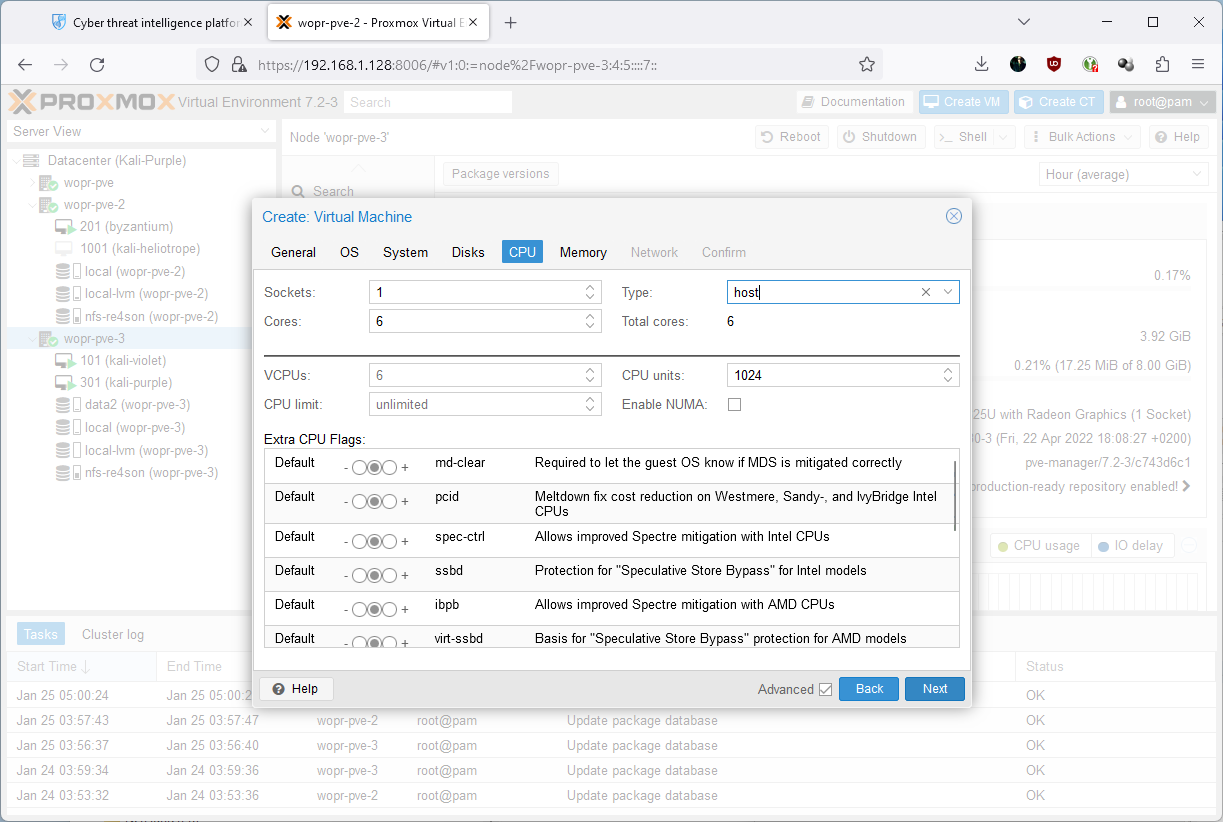 Cyber threat intelligence platfor
wopr-pve-2 - Proxmox Virtual E
https://192.168.1.128:8006/#v1:0:=node%2Fwopr-pve-3:4:5::::7::
PROXMOX Virtual Environment 7.2-3 Search Documentation Create VM Create CT root@pam
Server View
Node 'wopr-pve-3' Reboot Shutdown >_ Shell Bulk Actions Help
Datacenter (Kali-Purple)
wopr-pve
wopr-pve-2
201 (byzantium)
1001 (kali-heliotrope)
local (wopr-pve-2)
local-lvm (wopr-pve-2)
nfs-re4son (wopr-pve-2)
wopr-pve-3
101 (kali-violet)
301 (kali-purple)
data2 (wopr-pve-3)
local (wopr-pve-3)
local-lvm (wopr-pve-3)
nfs-re4son (wopr-pve-3)
Search
Package versions
Hour (average)
Create: Virtual Machine
General OS System Disks CPU Memory Network Confirm
Sockets: 1 Type: host
Cores: 6 Total cores: 6
VCPUs: 6 CPU units: 1024
CPU limit: unlimited Enable NUMA:
Extra CPU Flags:
Default - + md-clear Required to let the guest OS know if MDS is mitigated correctly
Default - + pcid Meltdown fix cost reduction on Westmere, Sandy-, and IvyBridge Intel
CPUs
Default - + spec-ctrl Allows improved Spectre mitigation with Intel CPUs
Default - + ssbd Protection for "Speculative Store Bypass" for Intel models
Default - + ibpb Allows improved Spectre mitigation with AMD CPUs
Default - + virt-ssbd Basis for "Speculative Store Bypass" protection for AMD models
Help Advanced Back Next
0.17%
3.92 GiB
0.21% (17.25 MiB of 8.00 GiB)
25U with Radeon Graphics (1 Socket)
0-3 (Fri, 22 Apr 2022 18:08:27 +0200)
pve-manager/7.2-3/c743d6c1
production-ready repository enabled!
CPU usage IO delay
Tasks Cluster log
Start Time End Time Status
Jan 25 05:00:24 Jan 25 05:00:2 OK
Jan 25 03:57:43 Jan 25 03:57:47 wopr-pve-2 root@pam Update package database OK
Jan 25 03:56:37 Jan 25 03:56:40 wopr-pve-3 root@pam Update package database OK
Jan 24 03:59:34 Jan 24 03:59:36 wopr-pve-3 root@pam Update package database OK
Jan 24 03:53:32 Jan 24 03:53:36 wopr-pve-2 root@pam Update package database OK